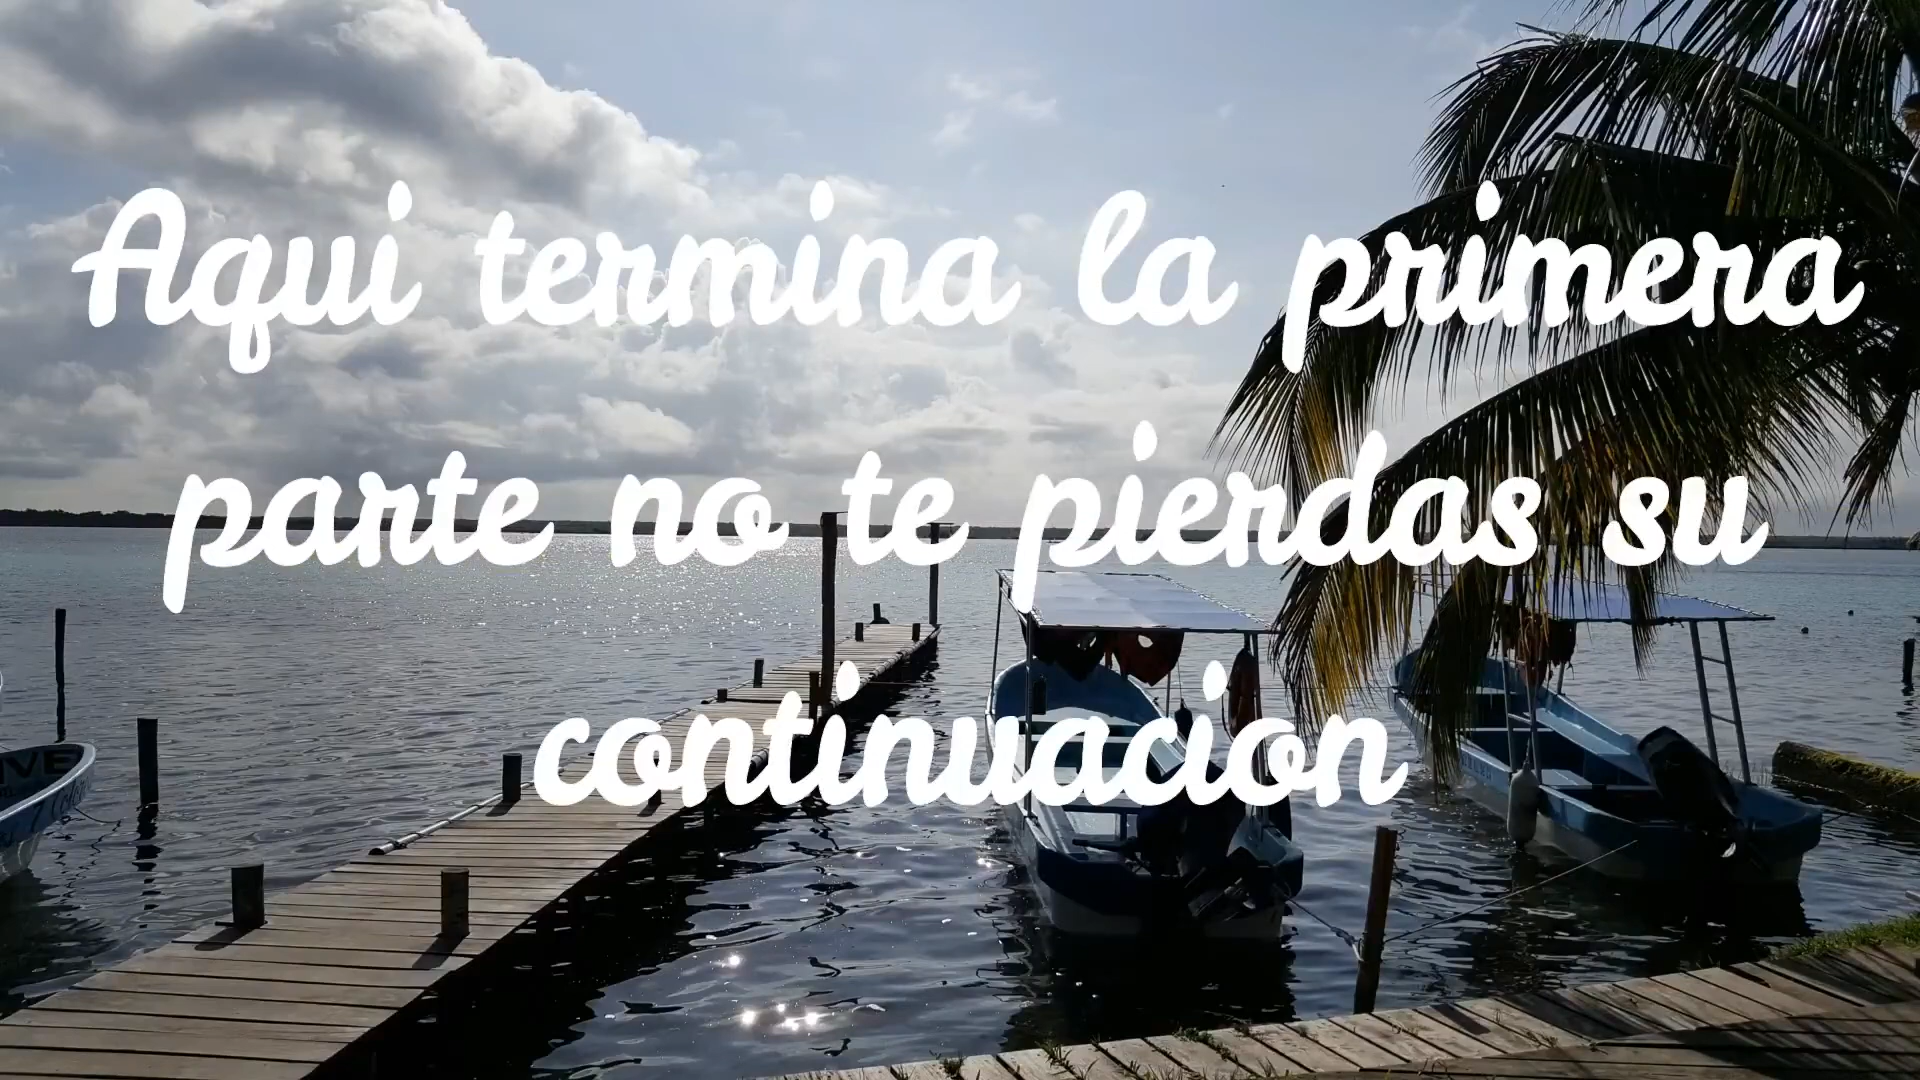 Aqui termina la primera
parte no te pierdas su
continuacion